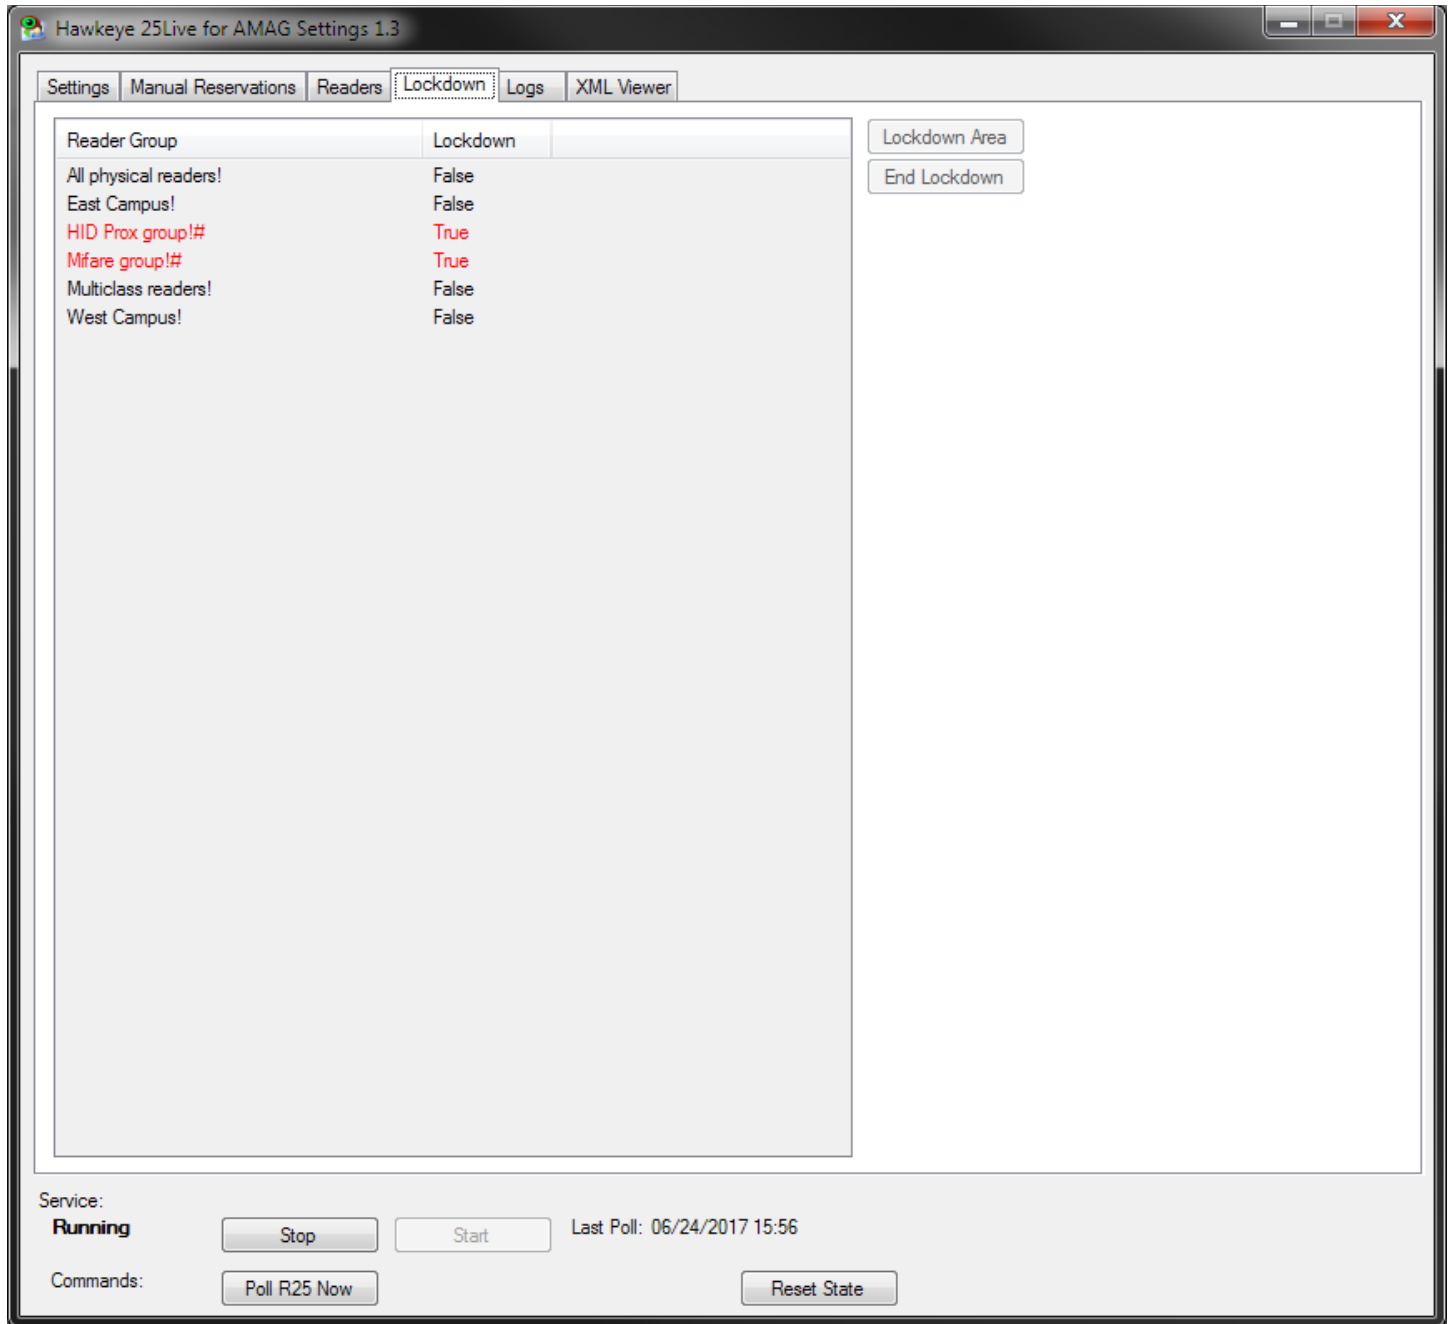 Hawkeye 25Live for AMAG Settings 1.3
Settings Manual Reservations Readers Lockdown Logs XML Viewer
Reader Group Lockdown
All physical readers! False
East Campus! False
HID Prox group!# True
Mifare group!# True
Multiclass readers! False
West Campus! False
Lockdown Area
End Lockdown
Service:
Running Stop Start Last Poll: 06/24/2017 15:56
Commands: Poll R25 Now Reset State